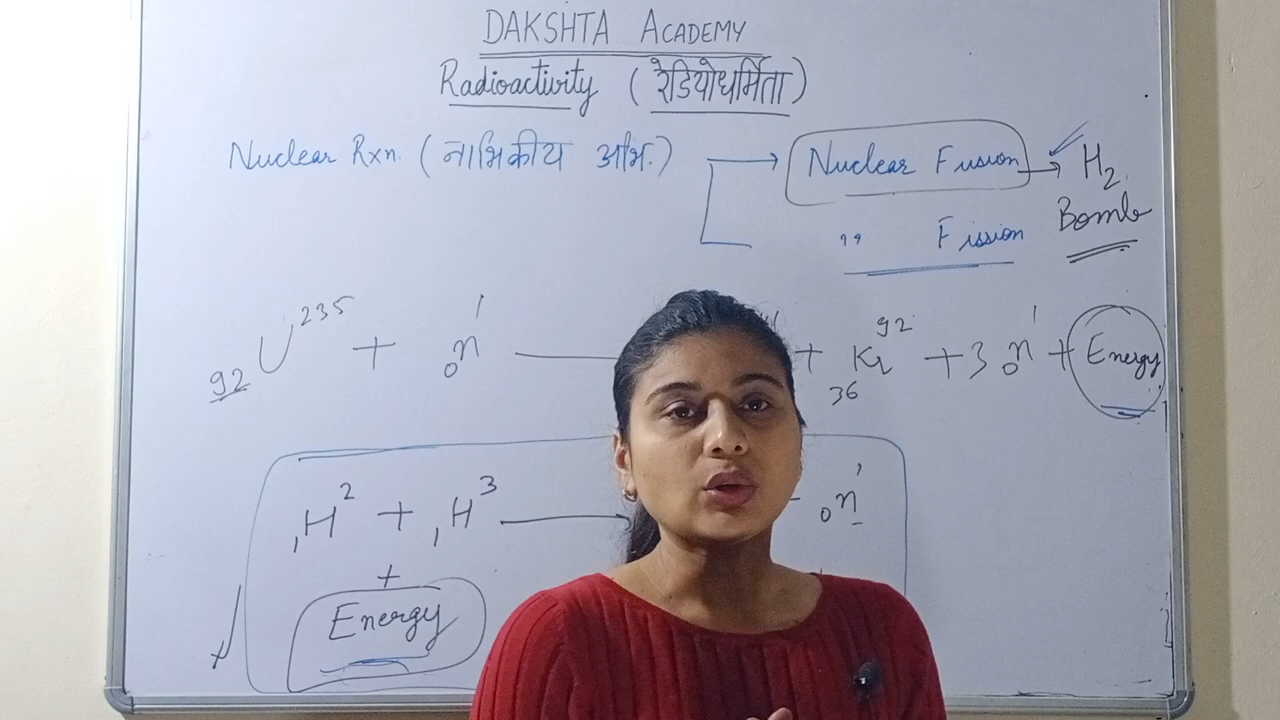 DAKSHTA ACADEMY
Radioactivity (रेडियोधर्मिता)
Nuclear Rxn. (नाभिकीय अभि.) → Nuclear Fusion → H₂
Bomb
,, Fission
₉₂U²³⁵ + ₀n¹ + ₃₆Kr⁹² + 3 ₀n¹ + Energy
₁H² + ₁H³ → ₀n¹
+
Energy